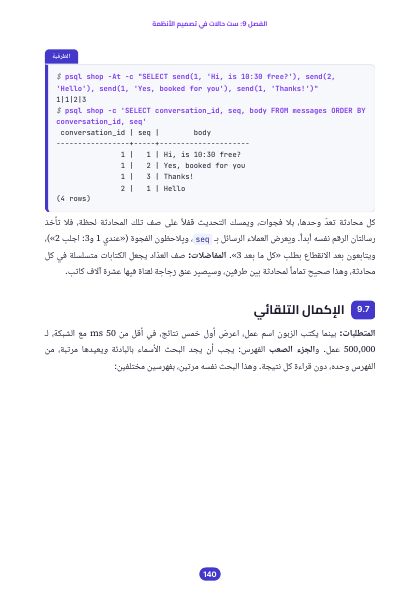 الفصل 9: ست حالات في تصميم الأنظمة
الطرفية
$ psql shop -At -c "SELECT send(1, 'Hi, is 10:30 free?'), send(2,
'Hello'), send(1, 'Yes, booked for you'), send(1, 'Thanks!')"
1|1|2|3
$ psql shop -c 'SELECT conversation_id, seq, body FROM messages ORDER BY
conversation_id, seq'
conversation_id | seq | body
-----------------+-----+---------------------
1 | 1 | Hi, is 10:30 free?
1 | 2 | Yes, booked for you
1 | 3 | Thanks!
2 | 1 | Hello
(4 rows)
كل محادثة تعدّ وحدها، بلا فجوات، ويمسك التحديث قفلاً على صف تلك المحادثة لحظة، فلا تأخذ
رسالتان الرقم نفسه أبداً. ويعرض العملاء الرسائل بـ seq، ويلاحظون الفجوة («عندي 1 و3: اجلب 2»)،
ويتابعون بعد الانقطاع بطلب «كل ما بعد 3». المفاضلات: صف العدّاد يجعل الكتابات متسلسلة في كل
محادثة، وهذا صحيح تماماً لمحادثة بين طرفين، وسيصير عنق زجاجة لقناة فيها عشرة آلاف كاتب.
9.7 الإكمال التلقائي
المتطلبات: بينما يكتب الزبون اسم عمل، اعرض أول خمس نتائج، في أقل من 50 ms مع الشبكة، لـ
500,000 عمل. والجزء الصعب الفهرس: يجب أن يجد البحث الأسماء بالبادئة ويعيدها مرتبة، من
الفهرس وحده، دون قراءة كل نتيجة. وهذا البحث نفسه مرتين، بفهرسين مختلفين:
140